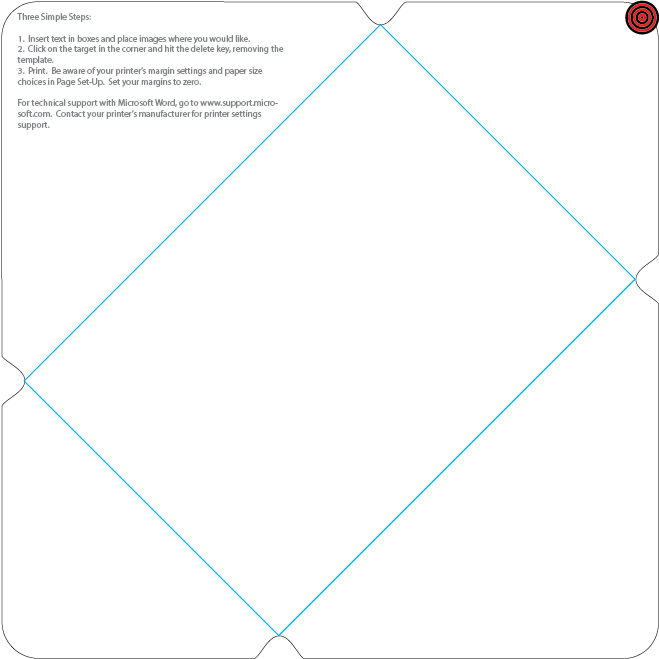 Three Simple Steps:
1.  Insert text in boxes and place images where you would like.
2.  Click on the target in the corner and hit the delete key, removing the
template.
3.  Print.  Be aware of your printer's margin settings and paper size
choices in Page Set-Up.  Set your margins to zero.
For technical support with Microsoft Word, go to www.support.micro-
soft.com.  Contact your printer's manufacturer for printer settings
support.